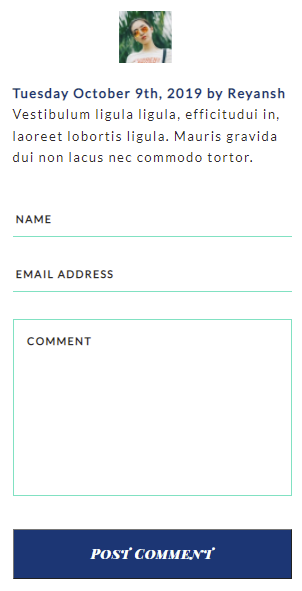 Tuesday October 9th, 2019 by Reyansh
Vestibulum ligula ligula, efficitudui in,
laoreet lobortis ligula. Mauris gravida
dui non lacus nec commodo tortor.
NAME
EMAIL ADDRESS
COMMENT
Post Comment